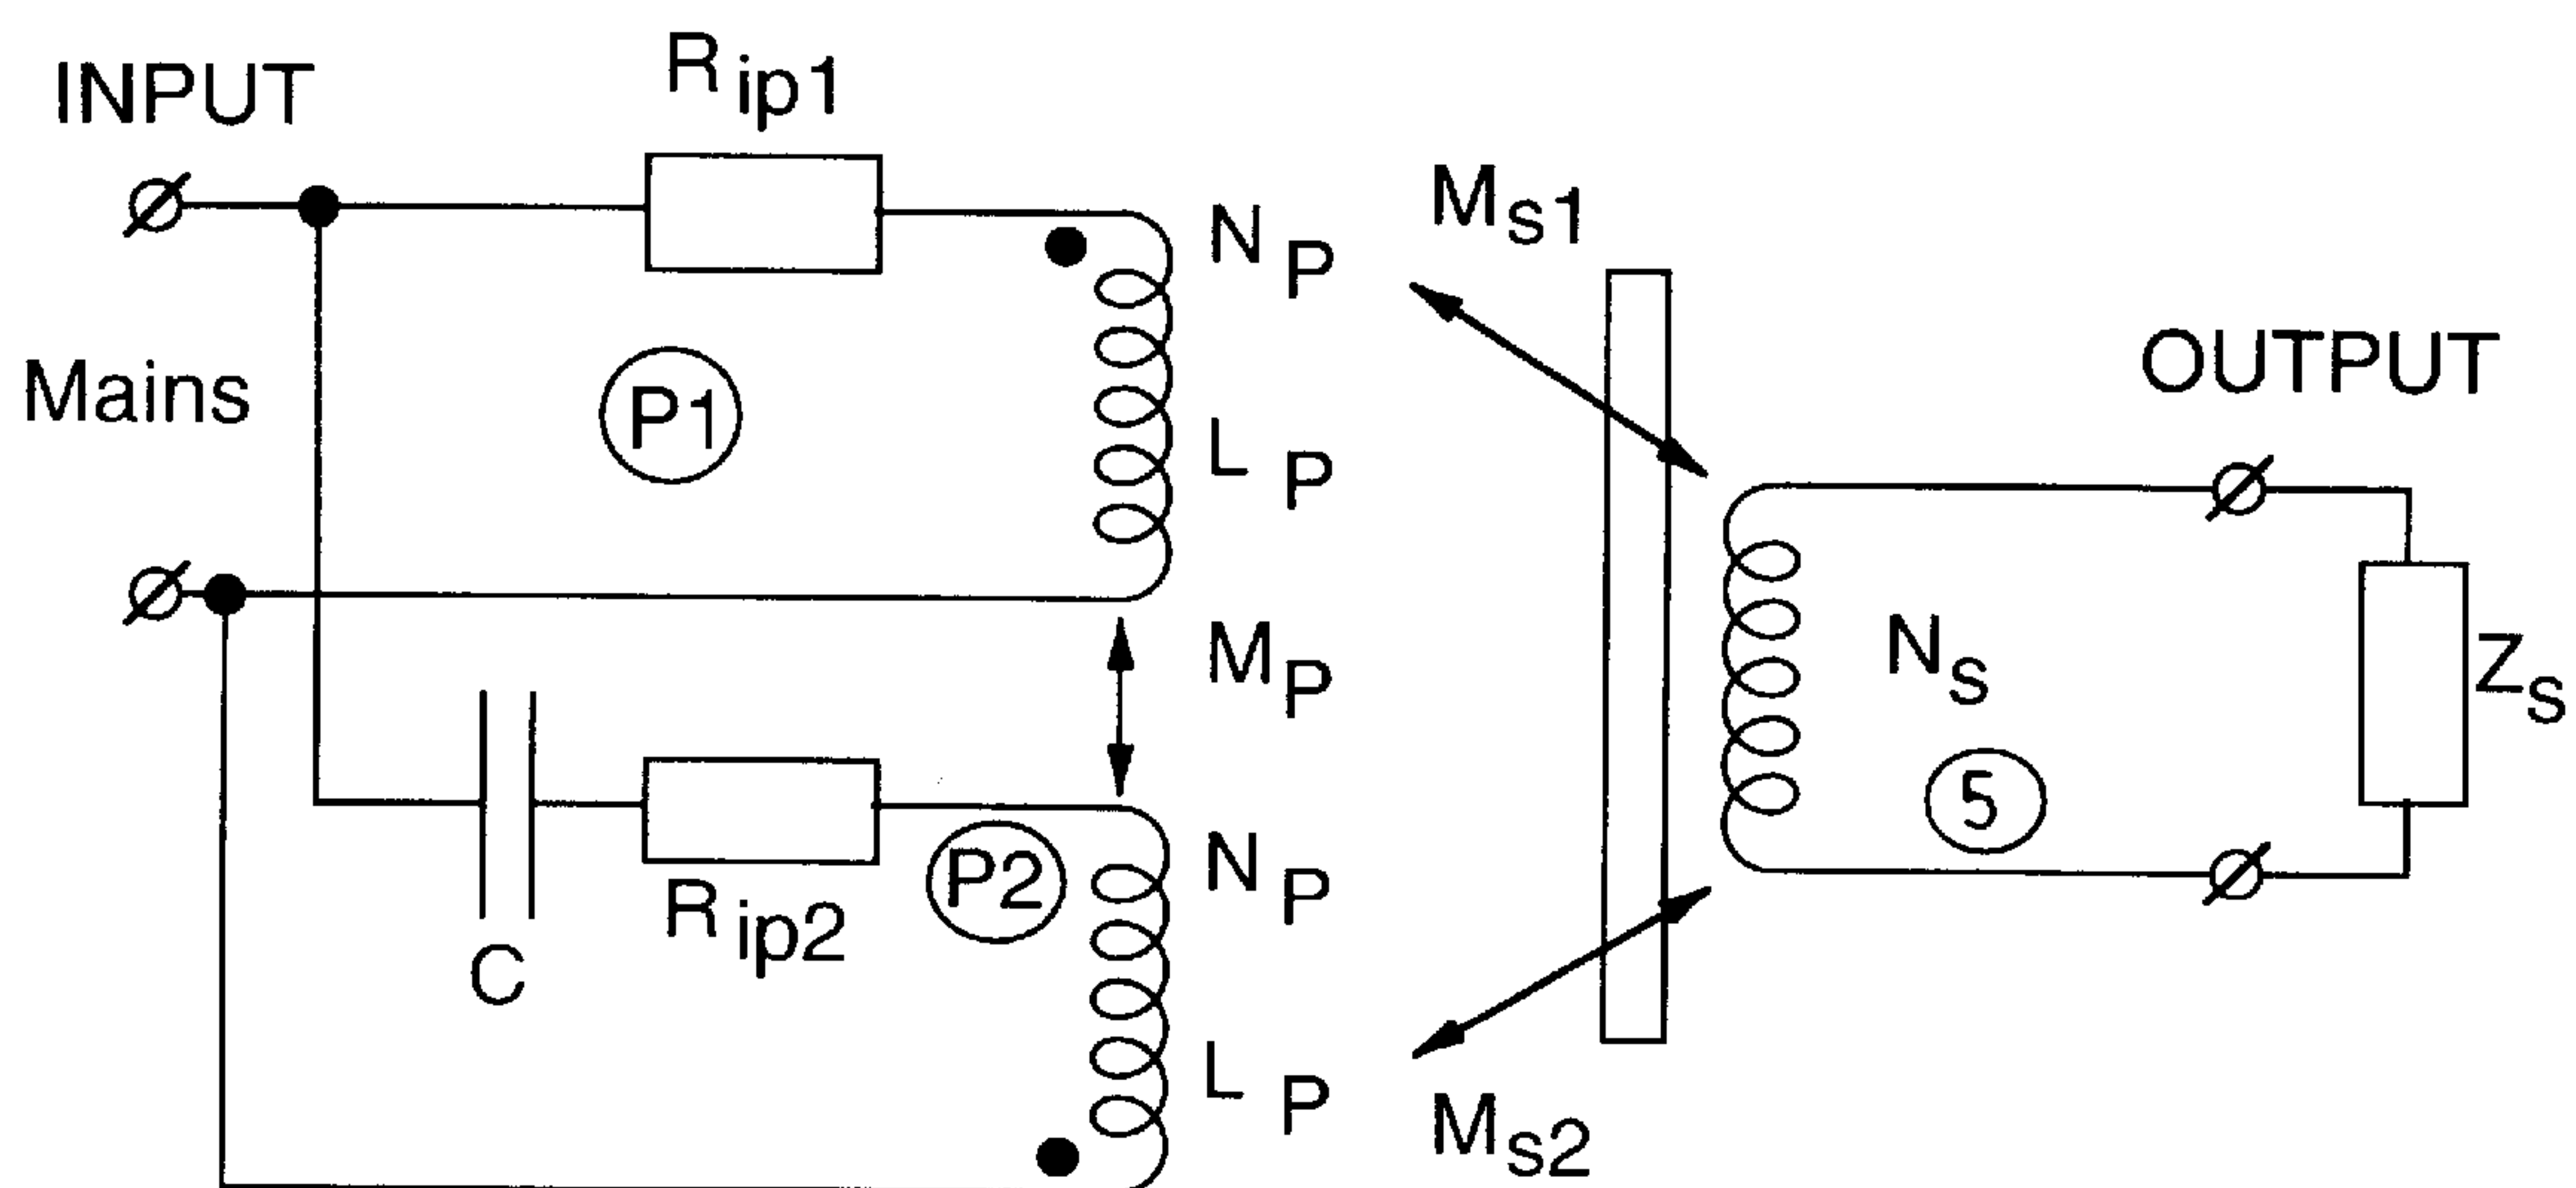 INPUT
R ip1
Mains
P1
N P
L P
M P
C
R ip2
P2
N P
L P
M S1
M S2
OUTPUT
N S
5
Z S